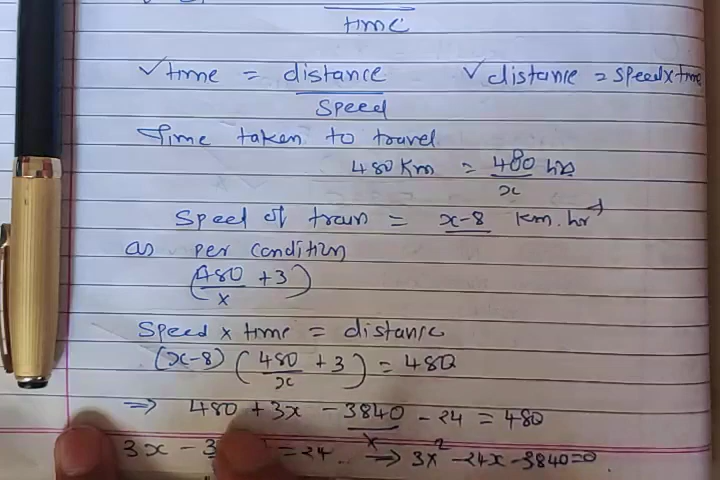 time
✓ time = distance / Speed ✓ distance = Speed x time
Time taken to travel
480 Km = 480 / x hrs
Speed of train = x-8 km. hr
as per condition
(480 / x + 3)
Speed x time = distance
(x-8) (480 / x + 3) = 480
⇒ 480 + 3x - 3840 / x - 24 = 480
3x - 3 = 24 ⇒ 3x² - 24x - 3840 = 0